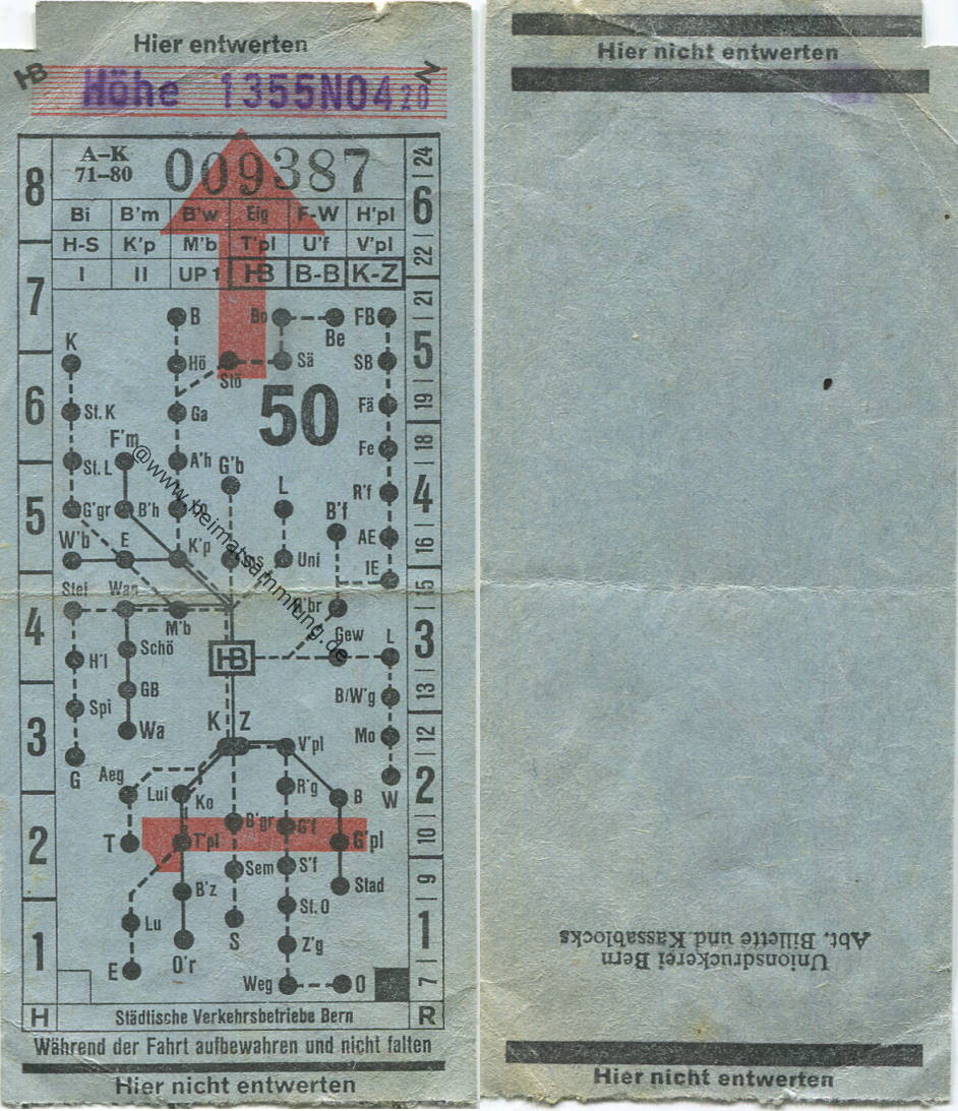 Hier entwerten
HB
N
Höhe 1355N04 20
A–K
71–80
009387
8
7
6
5
4
3
2
1
24
6
22
21
5
19
18
4
16
15
3
13
12
2
10
9
1
7
Bi B'm B'w Eig F-W H'pl
H-S K'p M'b T'pl U'f V'pl
I II UP1 HB B-B K-Z
B Bo Be FB
K Hö Stö Sä SB
50
St.K Ga Fä
F'm Fe
St.L A'h G'b
L R'f
G'gr B'h B'f
W'b E K'p Uni AE
IE
Stei Wan
M'b Gew L
H'l Schö HB
GB B/W'g
Spi Wä K Z Mo
G V'pl
Aeg Lui Ko R'g B W
T T'pl B'gr G'f G'pl
Sem S'f
B'z Stad
Lu S St.O
E O'r Z'g
Weg O
H Städtische Verkehrsbetriebe Bern R
Während der Fahrt aufbewahren und nicht falten
Hier nicht entwerten
@www.heimatsammlung.de
Hier nicht entwerten
Unionsdruckerei Bern
Abt. Billette und Kassablocks
Hier nicht entwerten